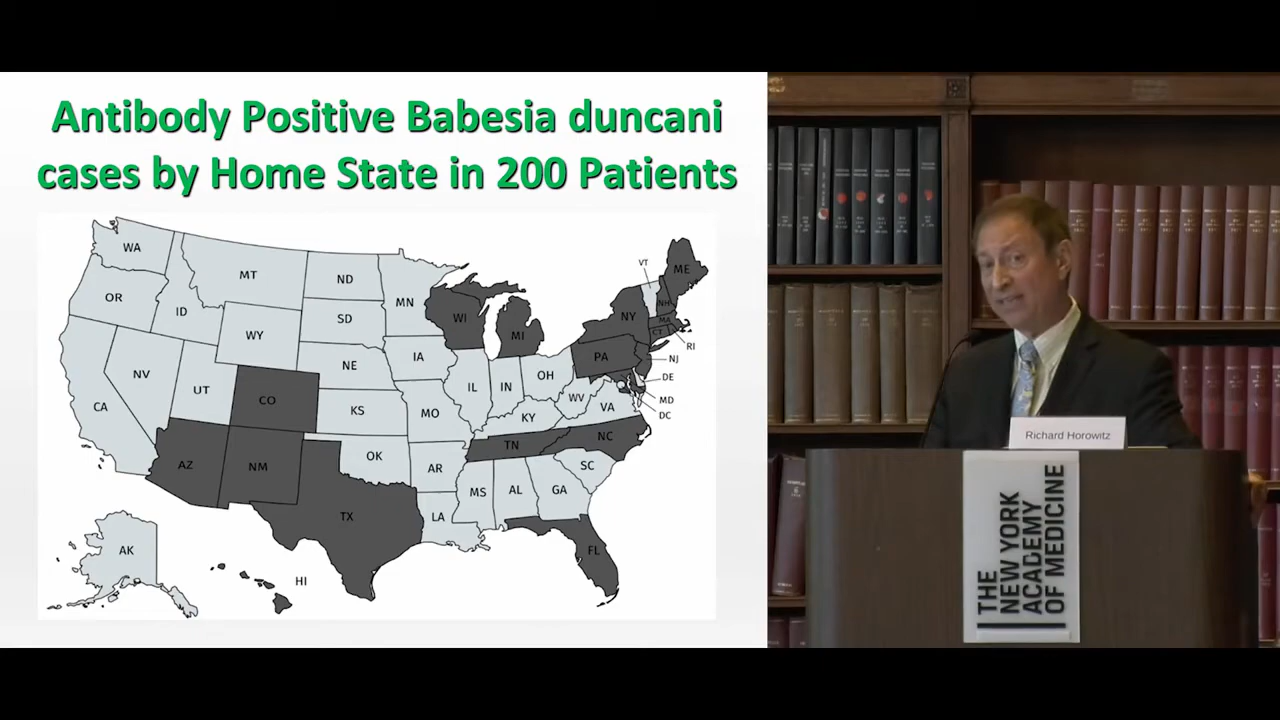 Antibody Positive Babesia duncani
cases by Home State in 200 Patients
WA
MT
ND
MN
OR
ID
SD
WI
WY
MI
VT
ME
NH
NY
MA
CT
RI
NV
UT
NE
IA
PA
NJ
CA
CO
KS
MO
IL
IN
OH
WV
VA
KY
DE
MD
DC
AZ
NM
OK
AR
TN
NC
SC
MS
AL
GA
LA
TX
FL
AK
HI
Richard Horowitz
THE
NEW YORK
ACADEMY
OF MEDICINE